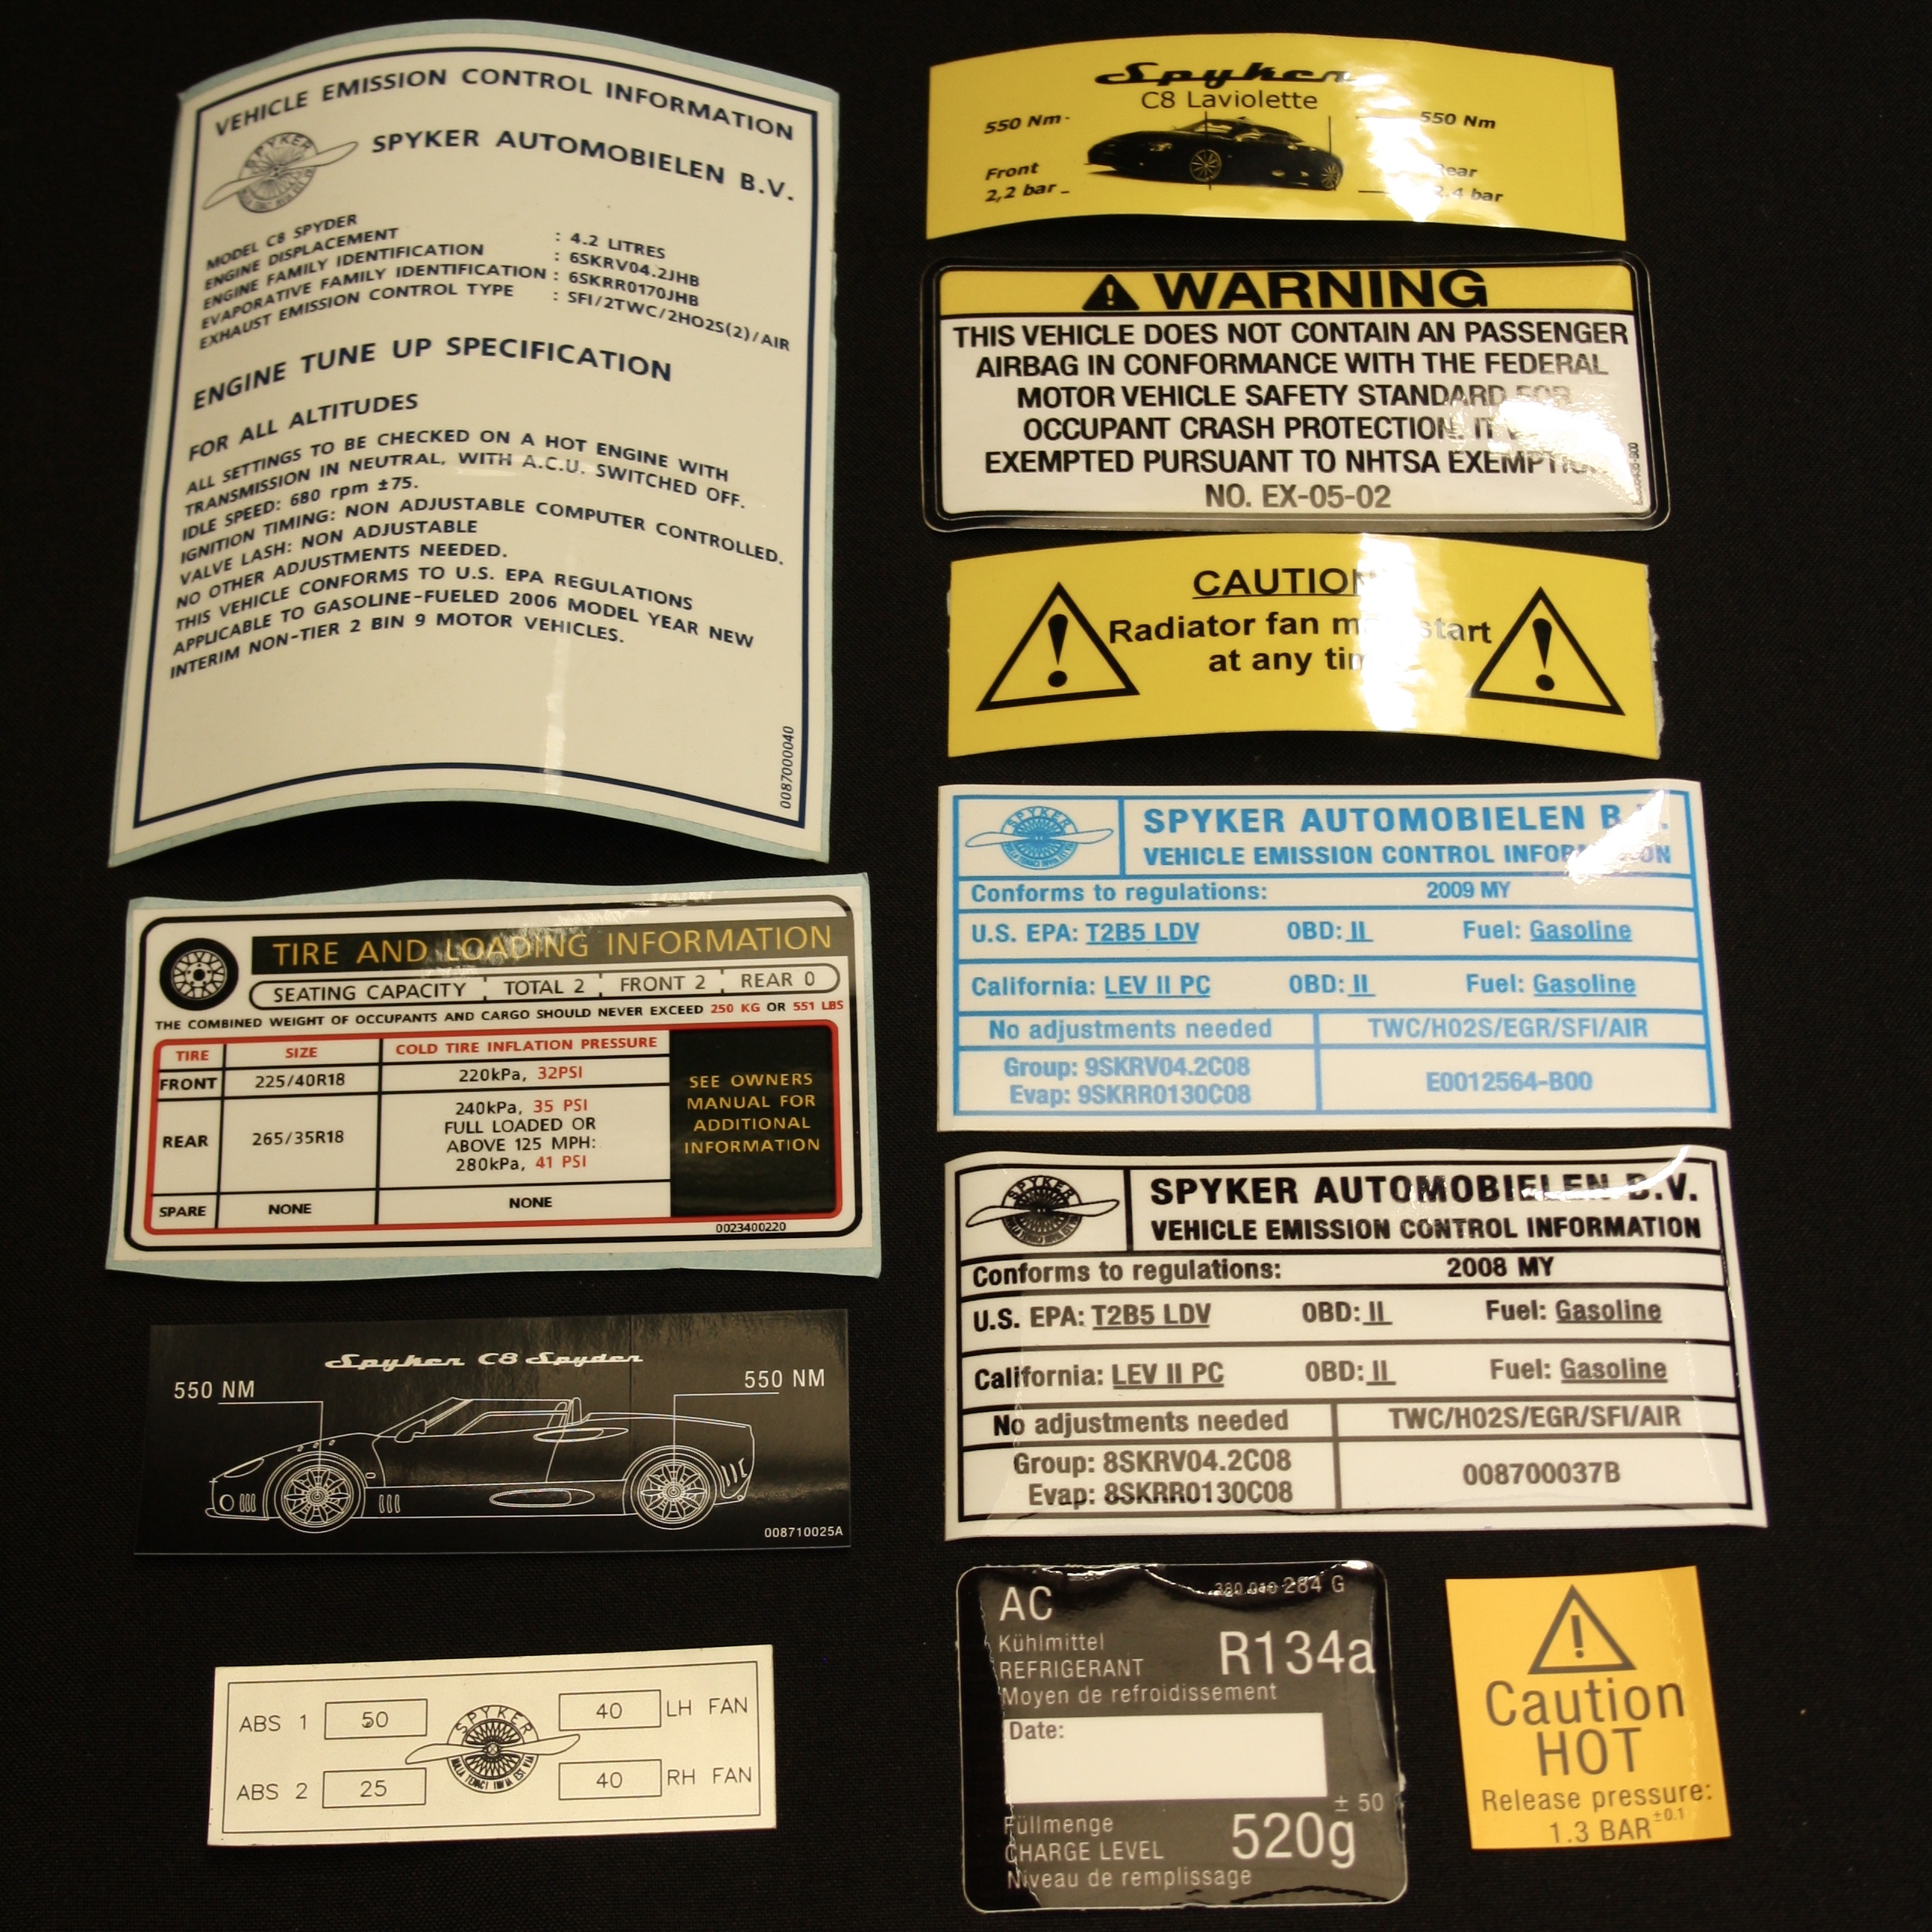 VEHICLE EMISSION CONTROL INFORMATION
SPYKER
SPYKER AUTOMOBIELEN B.V.
MODEL C8 SPYDER
ENGINE DISPLACEMENT : 4.2 LITRES
ENGINE FAMILY IDENTIFICATION : 6SKRV04.2JHB
EVAPORATIVE FAMILY IDENTIFICATION : 6SKRR0170JHB
EXHAUST EMISSION CONTROL TYPE : SFI/2TWC/2HO2S(2)/AIR
ENGINE TUNE UP SPECIFICATION
FOR ALL ALTITUDES
ALL SETTINGS TO BE CHECKED ON A HOT ENGINE WITH
TRANSMISSION IN NEUTRAL, WITH A.C.U. SWITCHED OFF.
IDLE SPEED: 680 rpm ±75.
IGNITION TIMING: NON ADJUSTABLE COMPUTER CONTROLLED.
VALVE LASH: NON ADJUSTABLE
NO OTHER ADJUSTMENTS NEEDED.
THIS VEHICLE CONFORMS TO U.S. EPA REGULATIONS
APPLICABLE TO GASOLINE-FUELED 2006 MODEL YEAR NEW
INTERIM NON-TIER 2 BIN 9 MOTOR VEHICLES.
008700040
TIRE AND LOADING INFORMATION
SEATING CAPACITY TOTAL 2 FRONT 2 REAR 0
THE COMBINED WEIGHT OF OCCUPANTS AND CARGO SHOULD NEVER EXCEED 250 KG OR 551 LBS
TIRE SIZE COLD TIRE INFLATION PRESSURE
FRONT 225/40R18 220kPa, 32PSI
REAR 265/35R18 240kPa, 35 PSI
FULL LOADED OR
ABOVE 125 MPH:
280kPa, 41 PSI
SPARE NONE NONE
SEE OWNERS
MANUAL FOR
ADDITIONAL
INFORMATION
0023400220
Spyker C8 Spyder
550 NM 550 NM
008710025A
ABS 1 50 40 LH FAN
SPYKER
NULLA TENACI INVIA EST VIA
ABS 2 25 40 RH FAN
Spyker
C8 Laviolette
550 Nm 550 Nm
Front Rear
2,2 bar 2.4 bar
WARNING
THIS VEHICLE DOES NOT CONTAIN AN PASSENGER
AIRBAG IN CONFORMANCE WITH THE FEDERAL
MOTOR VEHICLE SAFETY STANDARD FOR
OCCUPANT CRASH PROTECTION. IT
EXEMPTED PURSUANT TO NHTSA EXEMPTION
NO. EX-05-02
CAUTION
Radiator fan may start
at any time
SPYKER
SPYKER AUTOMOBIELEN B.V.
VEHICLE EMISSION CONTROL INFORMATION
Conforms to regulations: 2009 MY
U.S. EPA: T2B5 LDV OBD: II Fuel: Gasoline
California: LEV II PC OBD: II Fuel: Gasoline
No adjustments needed TWC/H02S/EGR/SFI/AIR
Group: 9SKRV04.2C08
Evap: 9SKRR0130C08
E0012564-B00
SPYKER
SPYKER AUTOMOBIELEN B.V.
VEHICLE EMISSION CONTROL INFORMATION
Conforms to regulations: 2008 MY
U.S. EPA: T2B5 LDV OBD: II Fuel: Gasoline
California: LEV II PC OBD: II Fuel: Gasoline
No adjustments needed TWC/H02S/EGR/SFI/AIR
Group: 8SKRV04.2C08
Evap: 8SKRR0130C08
008700037B
AC 284 G
Kühlmittel
REFRIGERANT R134a
Moyen de refroidissement
Date:
± 50
Füllmenge
CHARGE LEVEL 520g
Niveau de remplissage
Caution
HOT
Release pressure:
1.3 BAR ±0.1